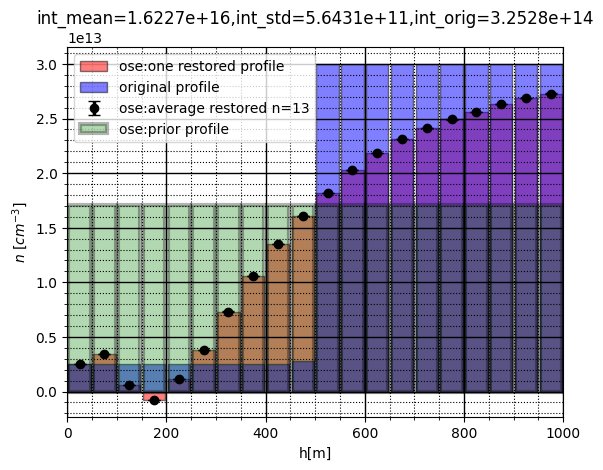 int_mean=1.6227e+16,int_std=5.6431e+11,int_orig=3.2528e+14
1e13
ose:one restored profile
original profile
ose:average restored n=13
ose:prior profile
3.0
2.5
2.0
1.5
1.0
0.5
0.0
n [cm⁻³]
0 200 400 600 800 1000
h[m]